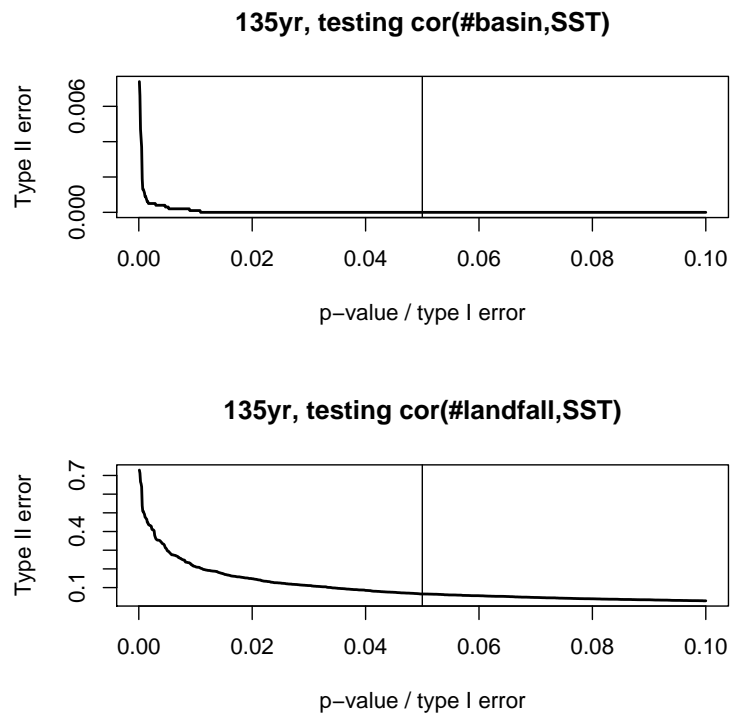 135yr, testing cor(#basin,SST)
Type II error
0.006
0.000
0.00 0.02 0.04 0.06 0.08 0.10
p−value / type I error
135yr, testing cor(#landfall,SST)
Type II error
0.7
0.4
0.1
0.00 0.02 0.04 0.06 0.08 0.10
p−value / type I error